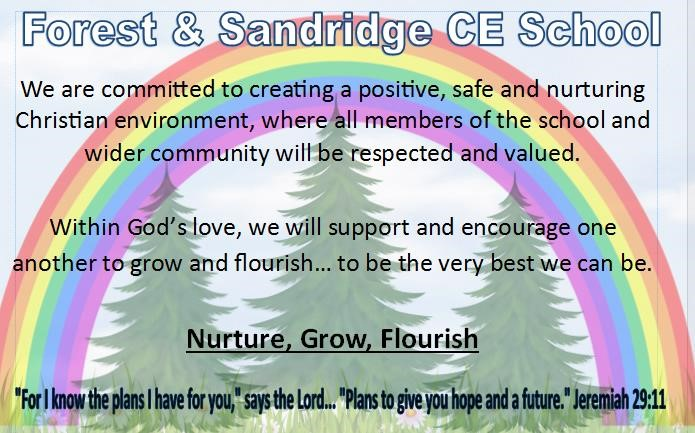 Forest & Sandridge CE School
We are committed to creating a positive, safe and nurturing
Christian environment, where all members of the school and
wider community will be respected and valued.
Within God’s love, we will support and encourage one
another to grow and flourish… to be the very best we can be.
Nurture, Grow, Flourish
"For I know the plans I have for you," says the Lord... "Plans to give you hope and a future." Jeremiah 29:11